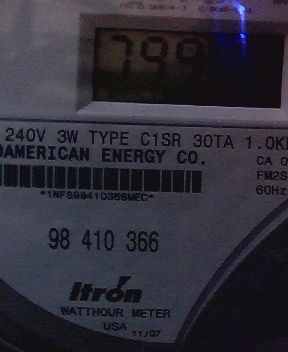 799
240V 3W TYPE C1SR 30TA 1.0K
AMERICAN ENERGY CO.
CA 0
FM2S
60Hz
*1NFS98410366MEC*
98 410 366
Itron
WATTHOUR METER
USA 11/07